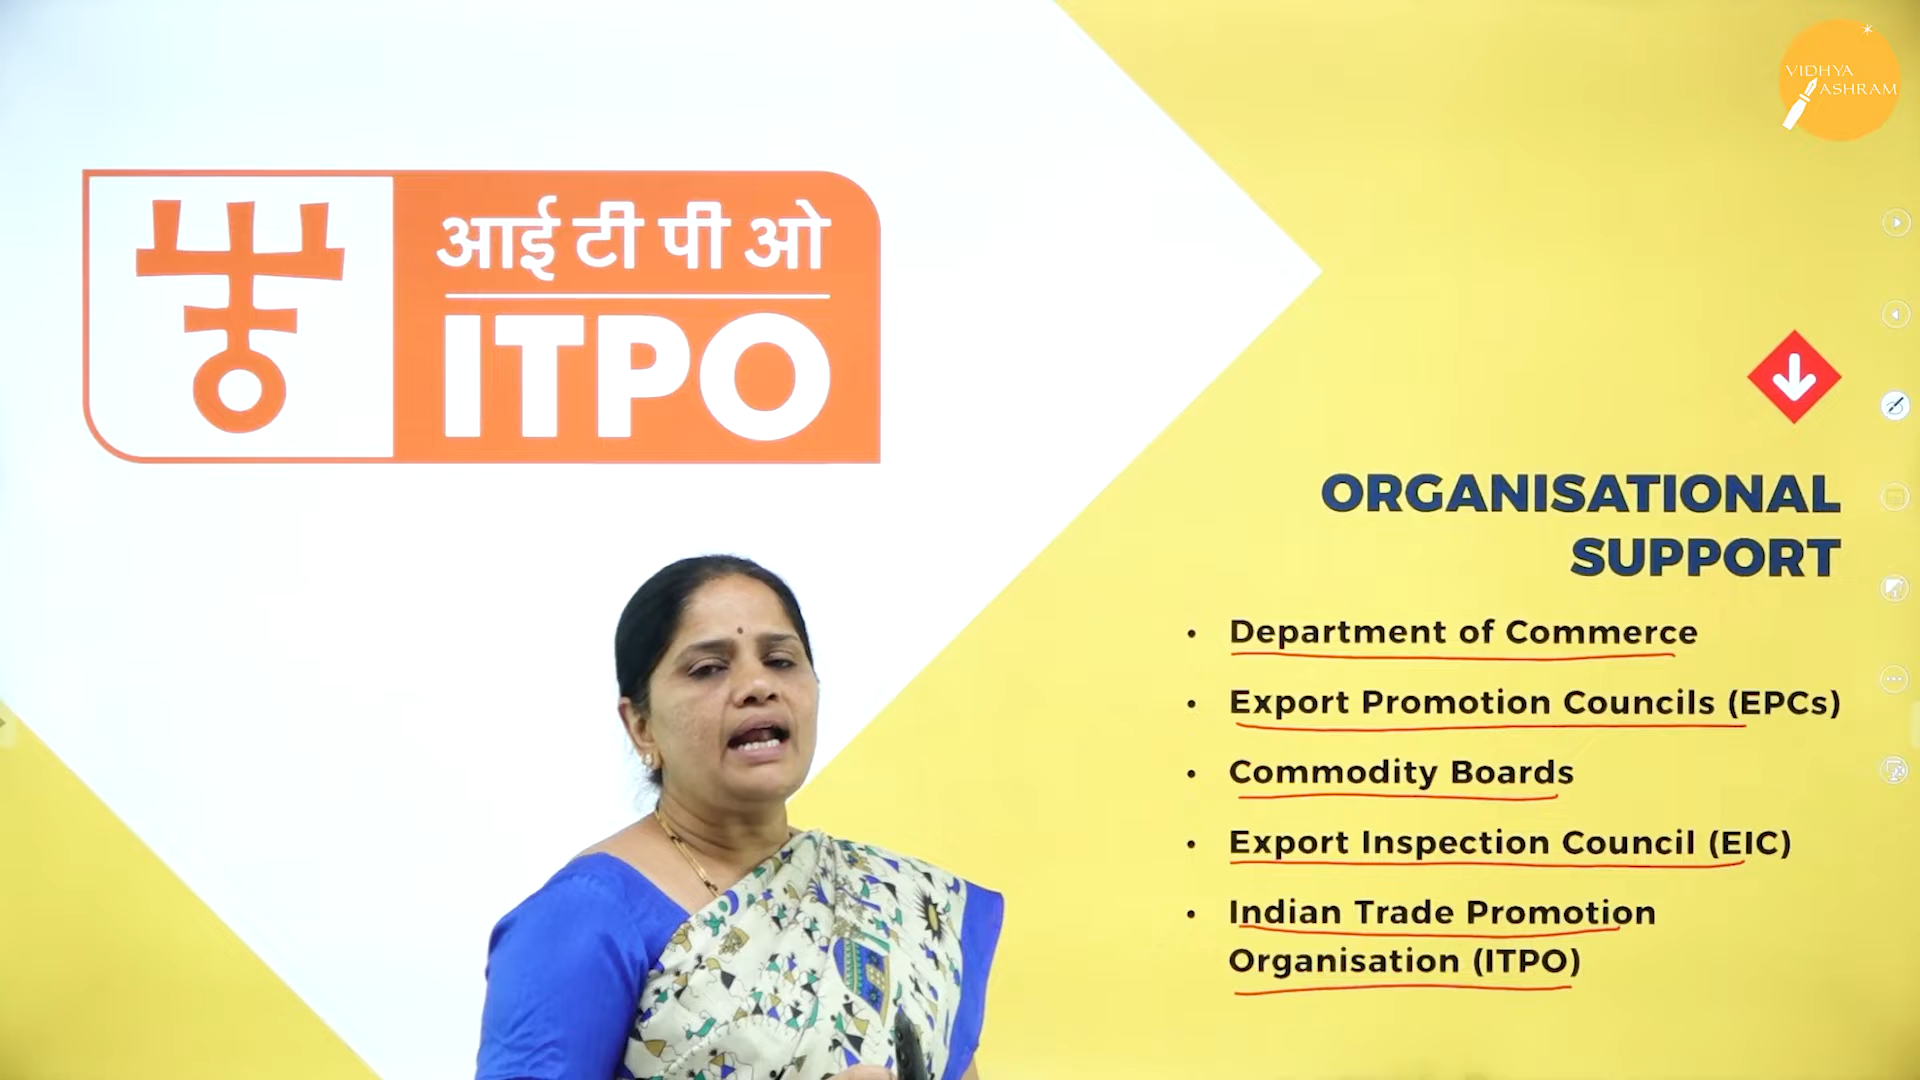 VIDHYA
ASHRAM
आई टी पी ओ
ITPO
ORGANISATIONAL
SUPPORT
• Department of Commerce
• Export Promotion Councils (EPCs)
• Commodity Boards
• Export Inspection Council (EIC)
• Indian Trade Promotion
Organisation (ITPO)